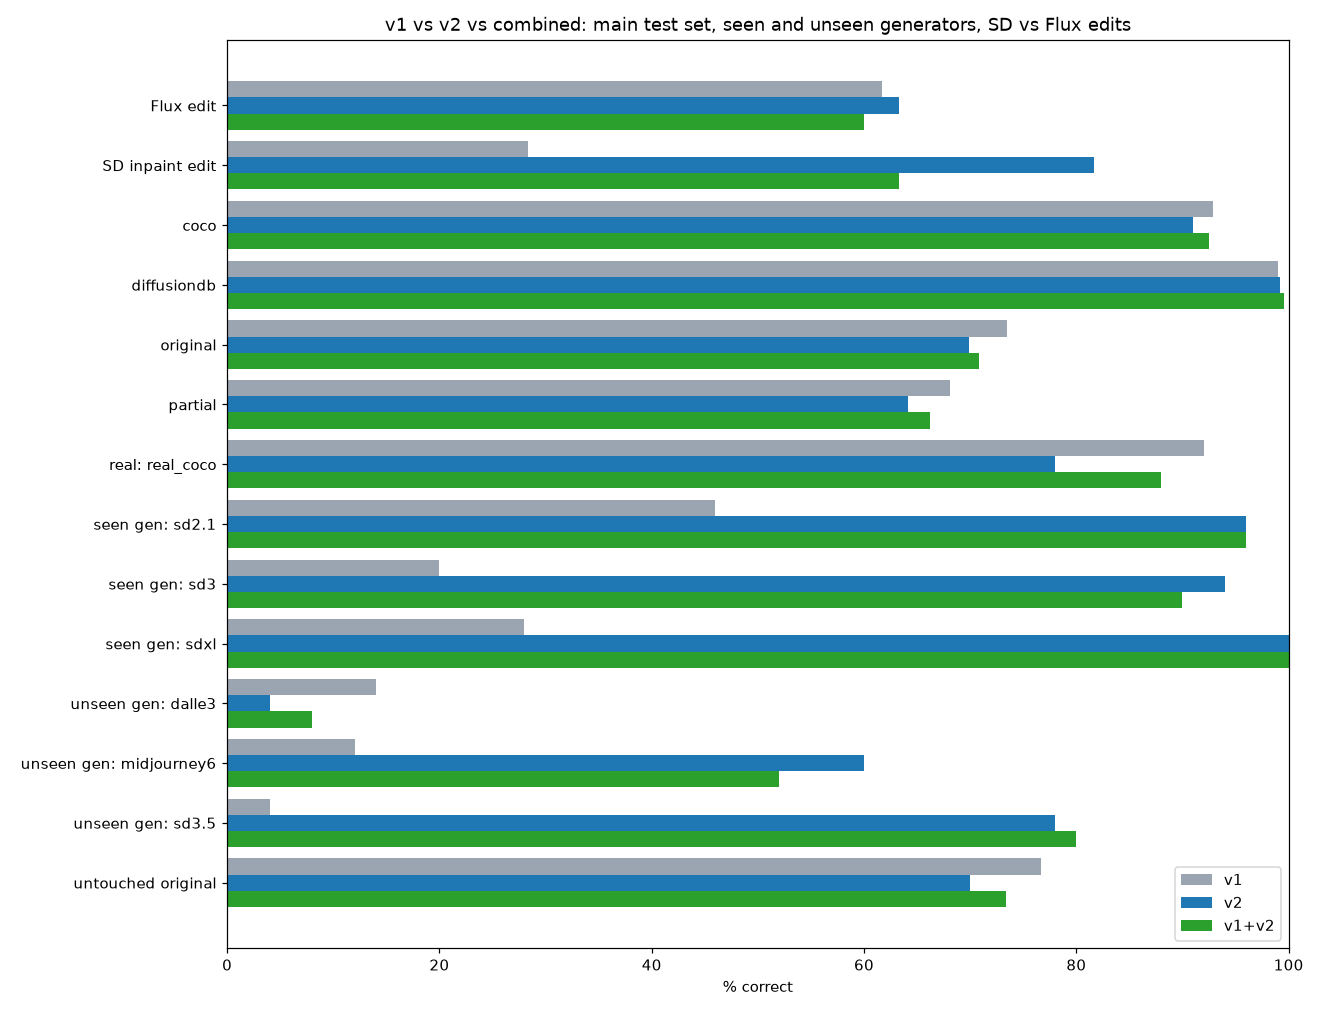 v1 vs v2 vs combined: main test set, seen and unseen generators, SD vs Flux edits
Flux edit
SD inpaint edit
coco
diffusiondb
original
partial
real: real_coco
seen gen: sd2.1
seen gen: sd3
seen gen: sdxl
unseen gen: dalle3
unseen gen: midjourney6
unseen gen: sd3.5
untouched original
v1
v2
v1+v2
0 20 40 60 80 100
% correct